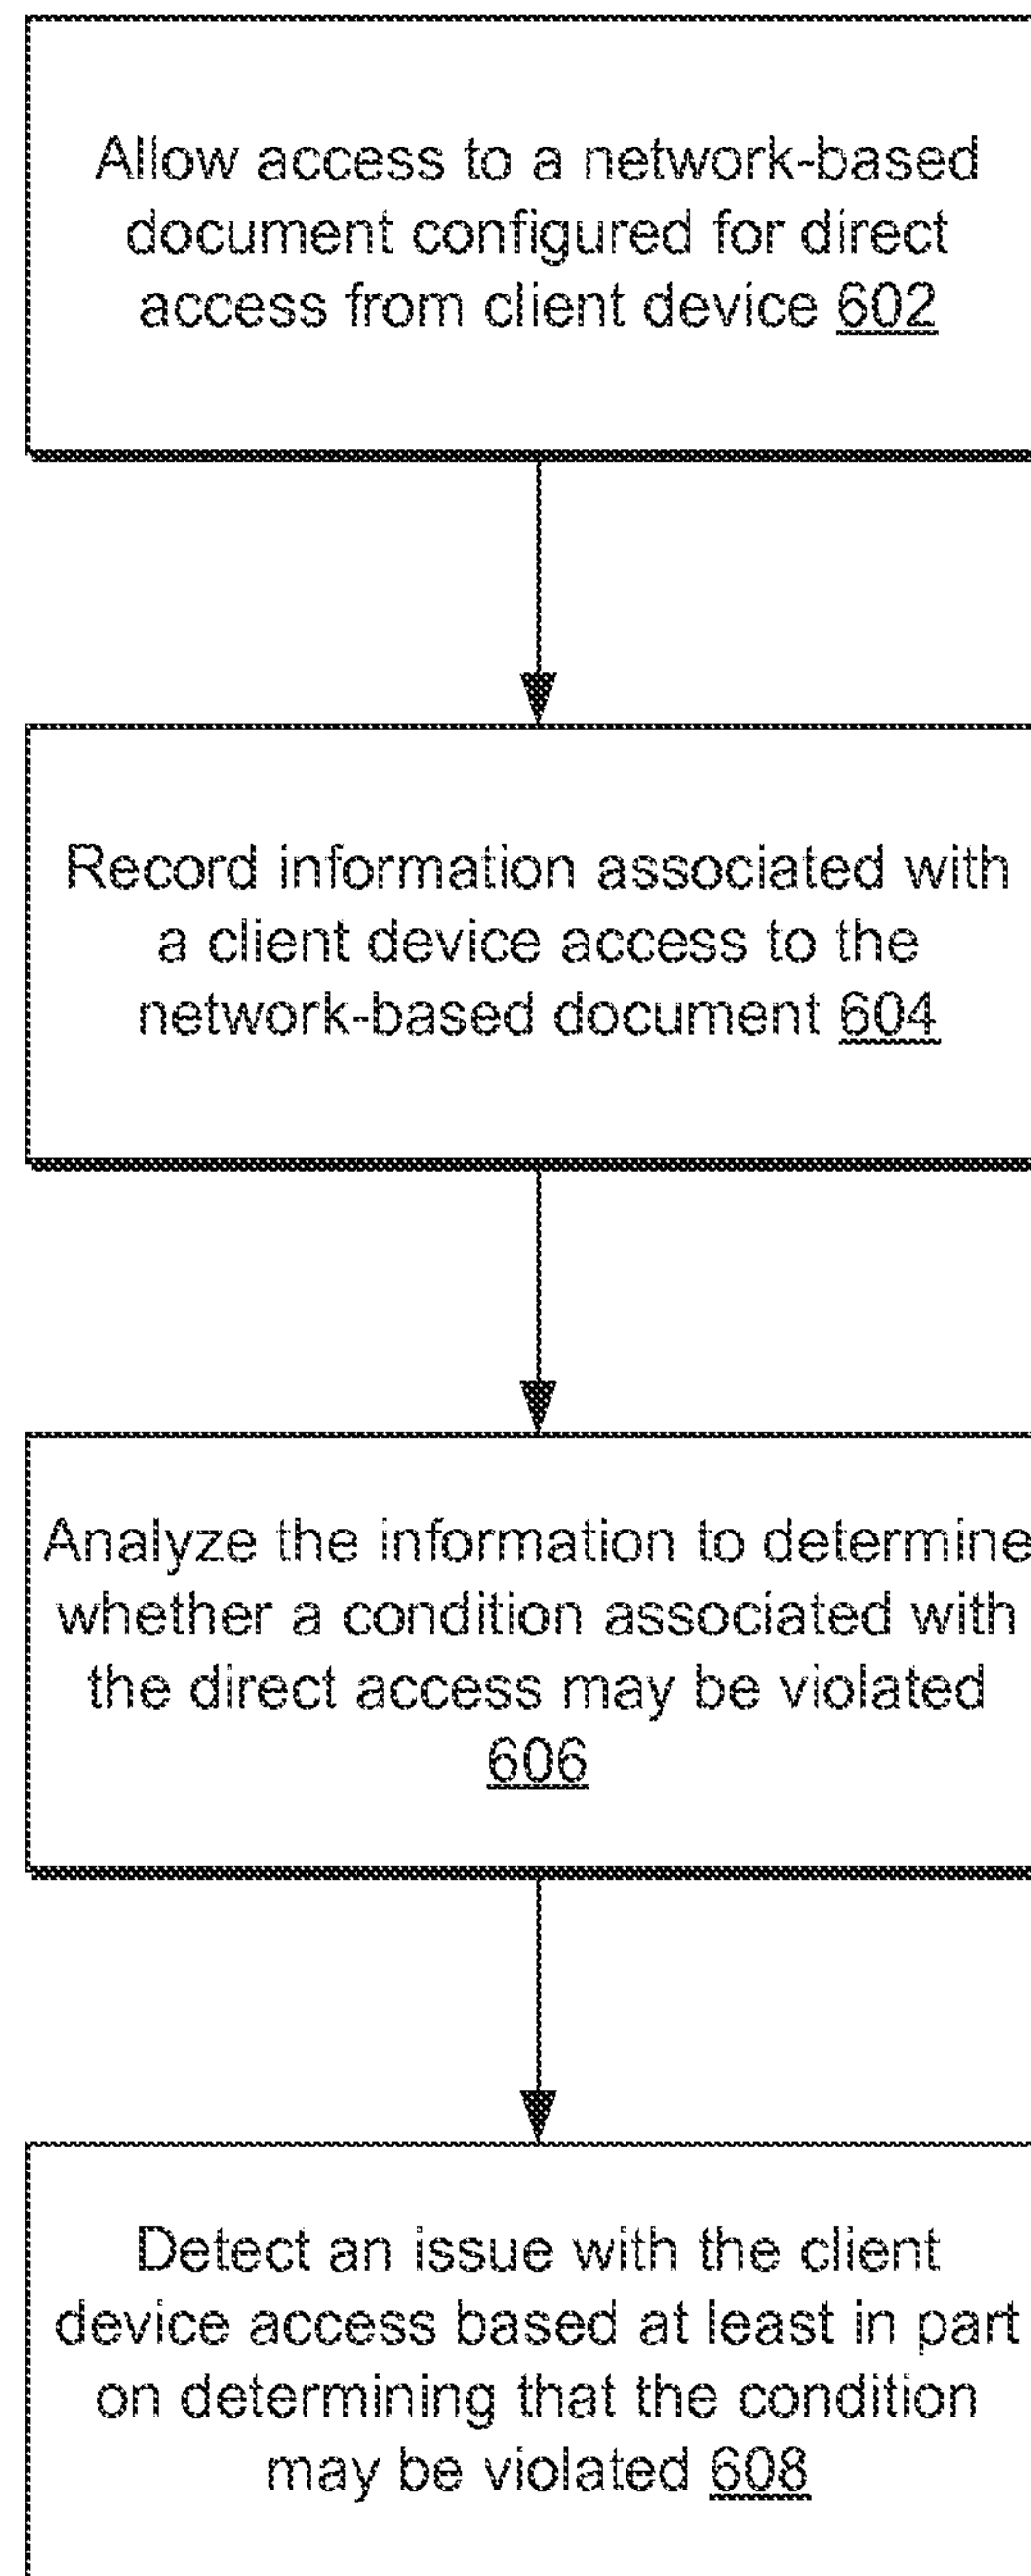 Allow access to a network-based
document configured for direct
access from client device 602
Record information associated with
a client device access to the
network-based document 604
Analyze the information to determine
whether a condition associated with
the direct access may be violated
606
Detect an issue with the client
device access based at least in part
on determining that the condition
may be violated 608